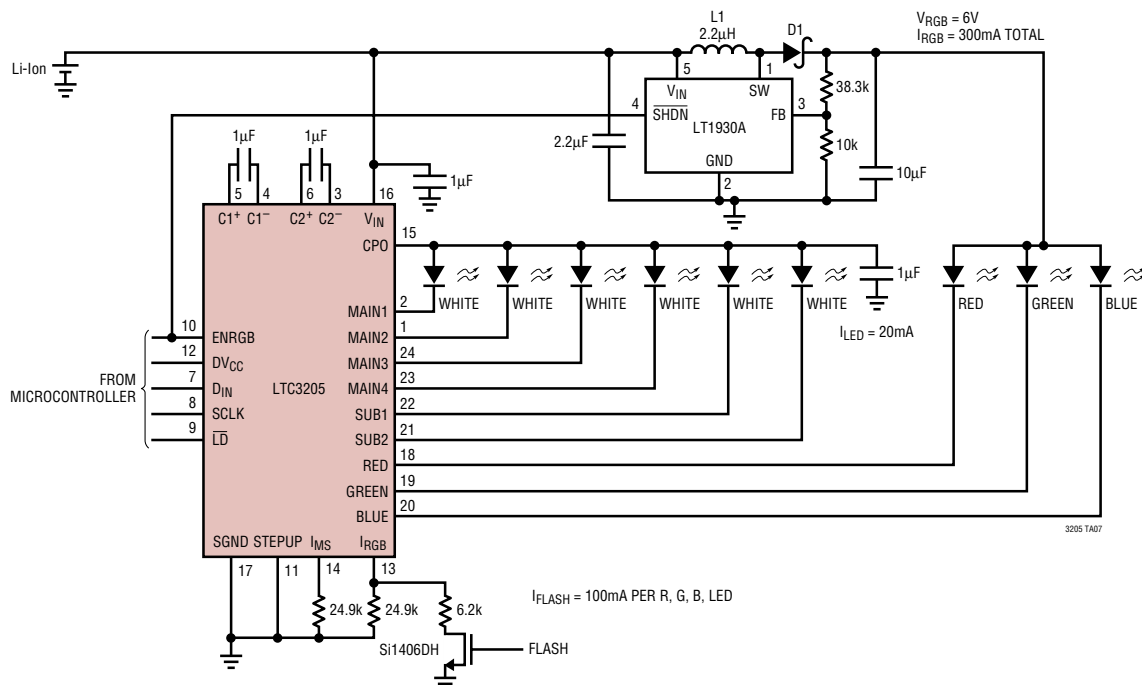 L1
2.2μH
D1
V_RGB = 6V
I_RGB = 300mA TOTAL
Li-Ion
5
1
V_IN
SW
4
S̅H̅D̅N̅
FB
3
LT1930A
GND
2
38.3k
10k
2.2μF
10μF
1μF
1μF
1μF
5
4
6
3
16
C1⁺
C1⁻
C2⁺
C2⁻
V_IN
CPO
15
WHITE
WHITE
WHITE
WHITE
WHITE
WHITE
1μF
RED
GREEN
BLUE
I_LED = 20mA
MAIN1
2
MAIN2
1
MAIN3
24
MAIN4
23
SUB1
22
SUB2
21
RED
18
GREEN
19
BLUE
20
LTC3205
FROM
MICROCONTROLLER
10
ENRGB
12
DV_CC
7
D_IN
8
SCLK
9
L̅D̅
3205 TA07
SGND
STEPUP
I_MS
I_RGB
17
11
14
13
24.9k
24.9k
6.2k
I_FLASH = 100mA PER R, G, B, LED
Si1406DH
FLASH